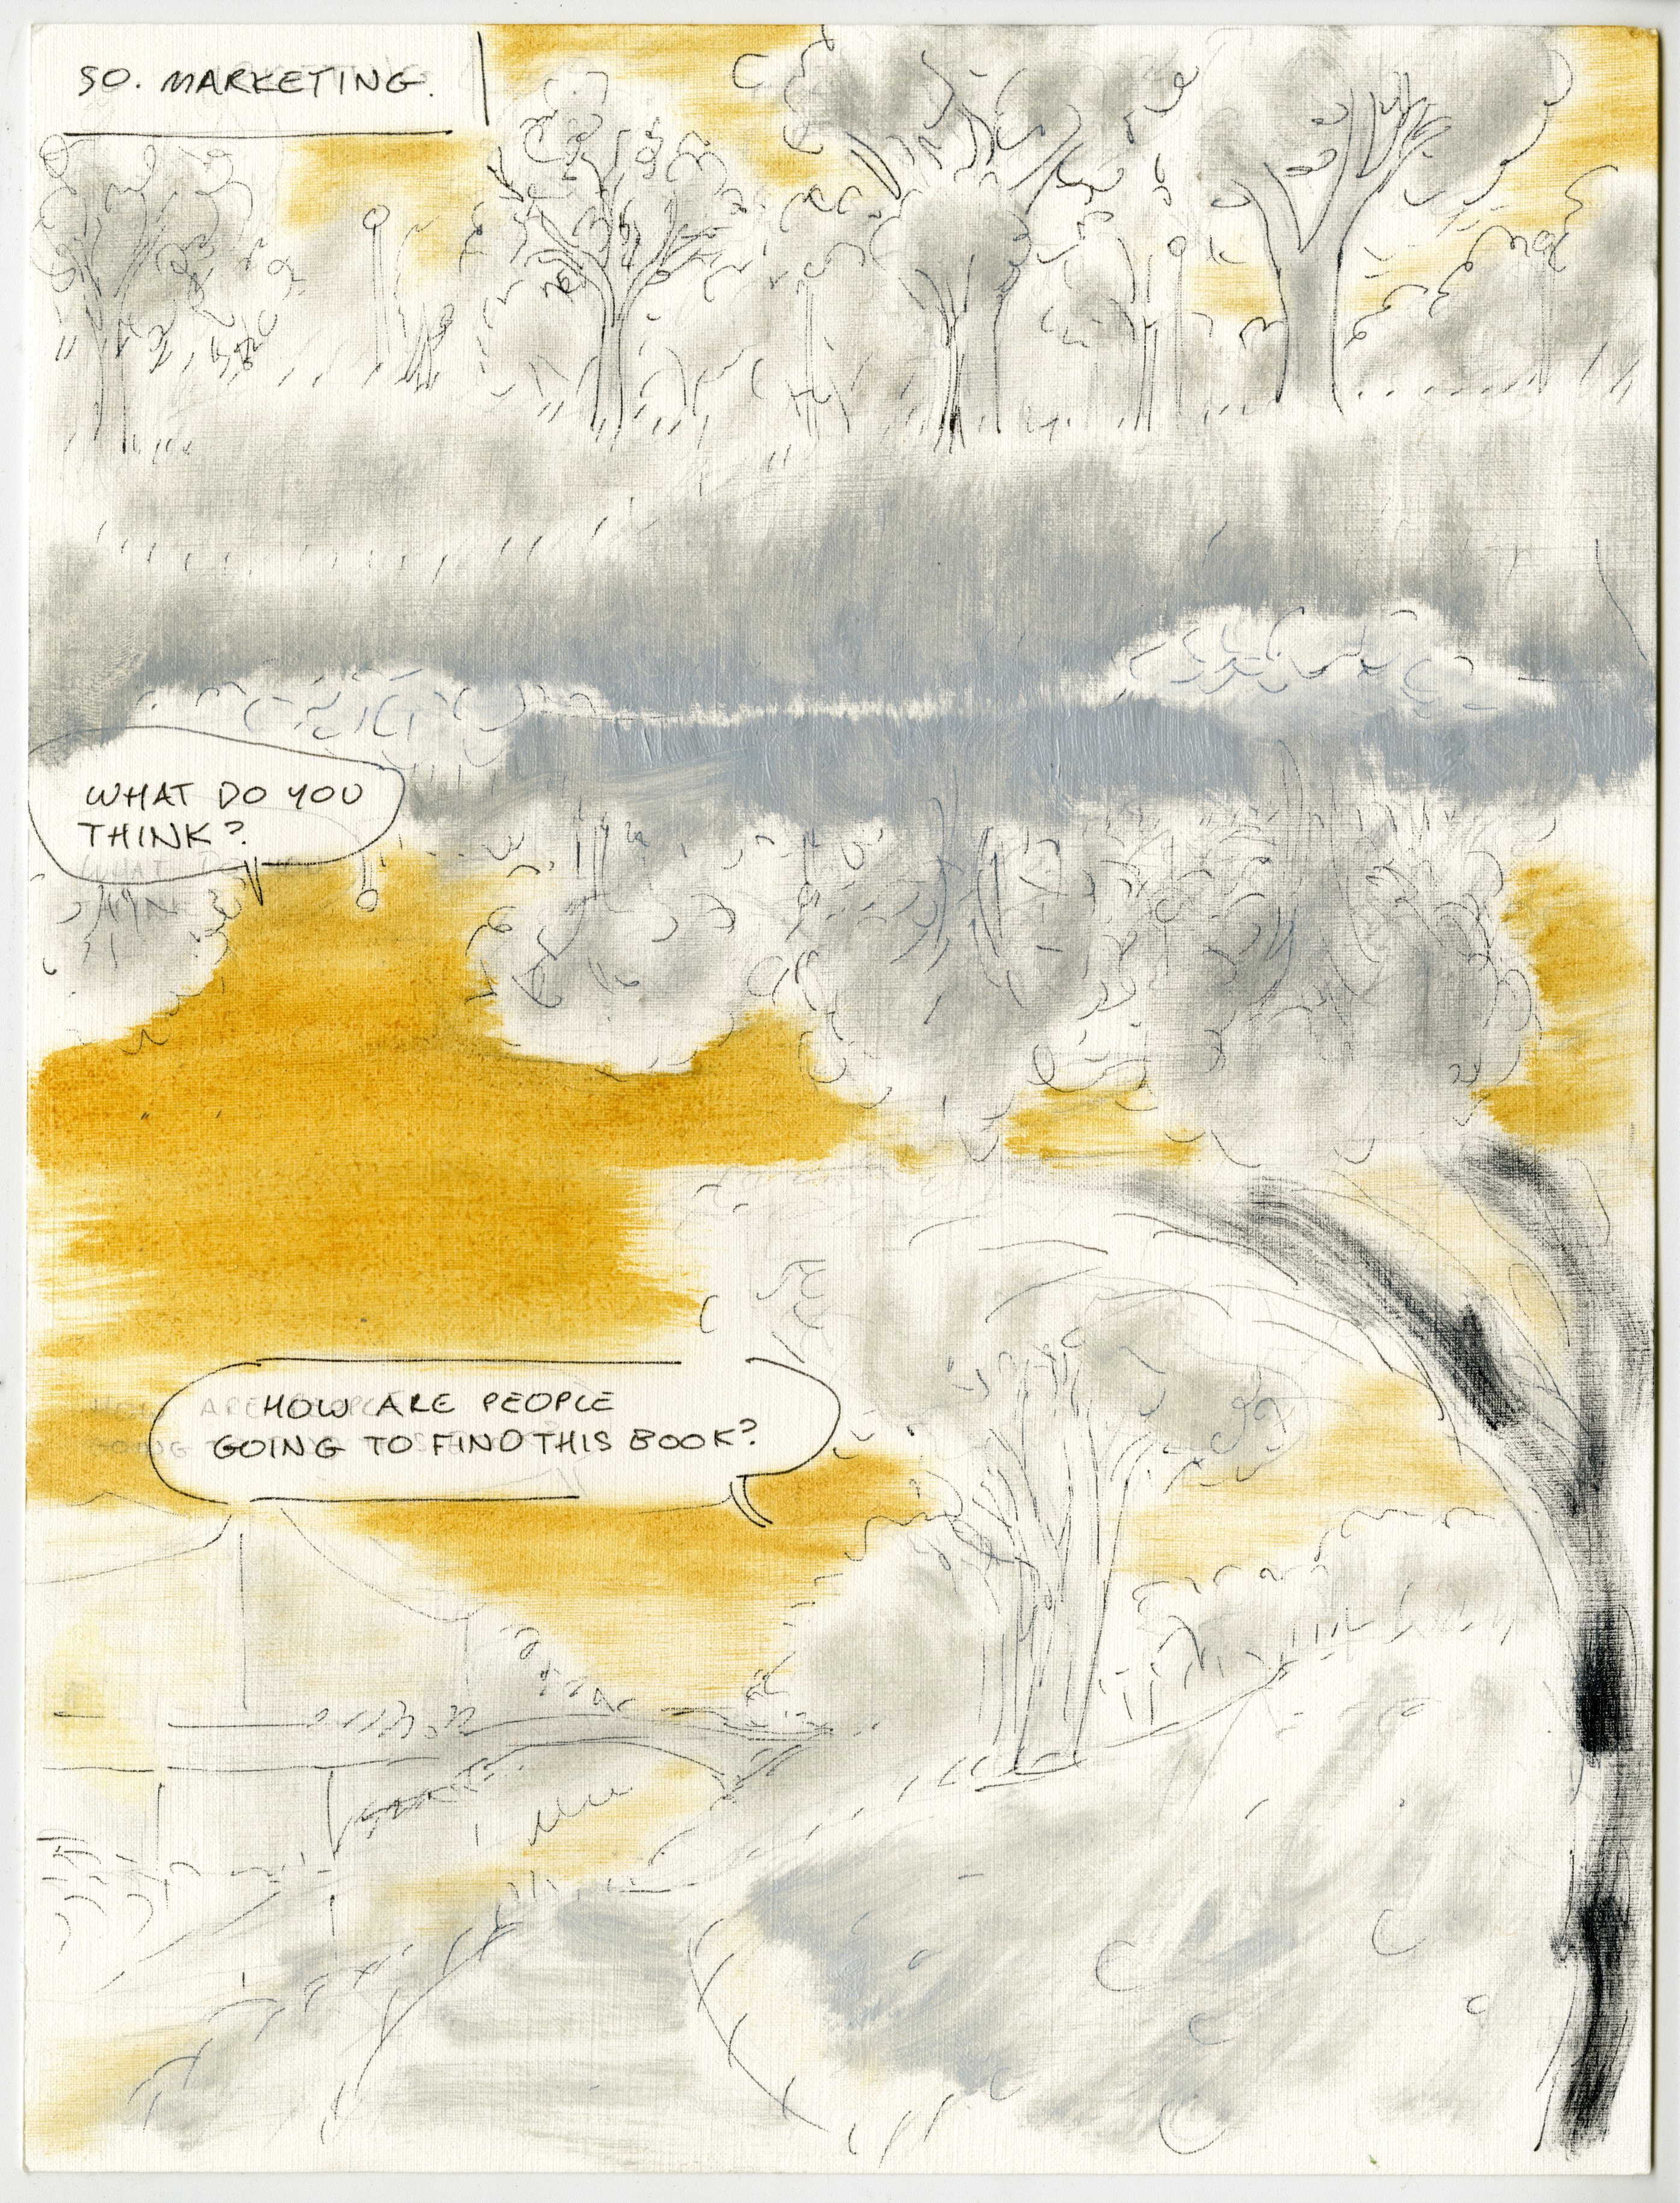 SO. MARKETING.
WHAT DO YOU
THINK?
HOW ARE PEOPLE
GOING TO FIND THIS BOOK?